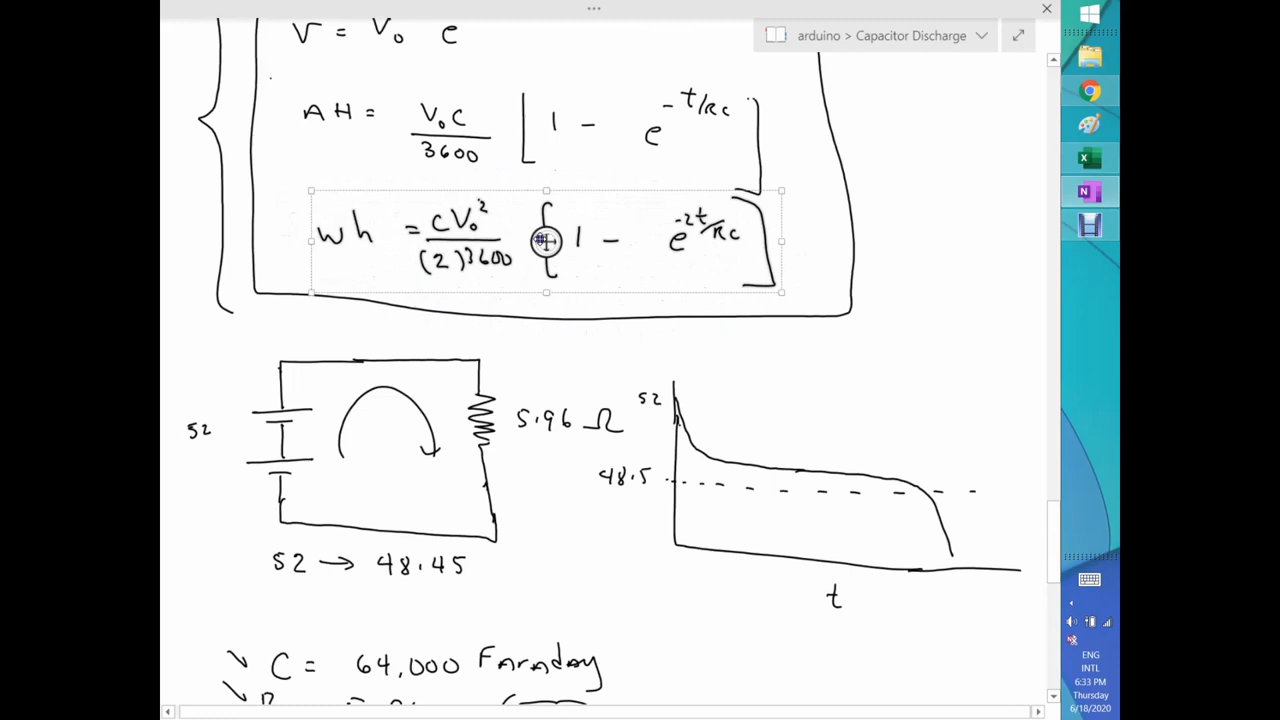 arduino > Capacitor Discharge
V = V₀ e
AH = V₀C / 3600 [ 1 - e^-t/RC ]
wh = CV₀² / (2)3600 [ 1 - e^-2t/RC ]
52
5.96 Ω
52 → 48.45
52
48.5
t
C = 64,000 Faraday
ENG
INTL
6:33 PM
Thursday
6/18/2020